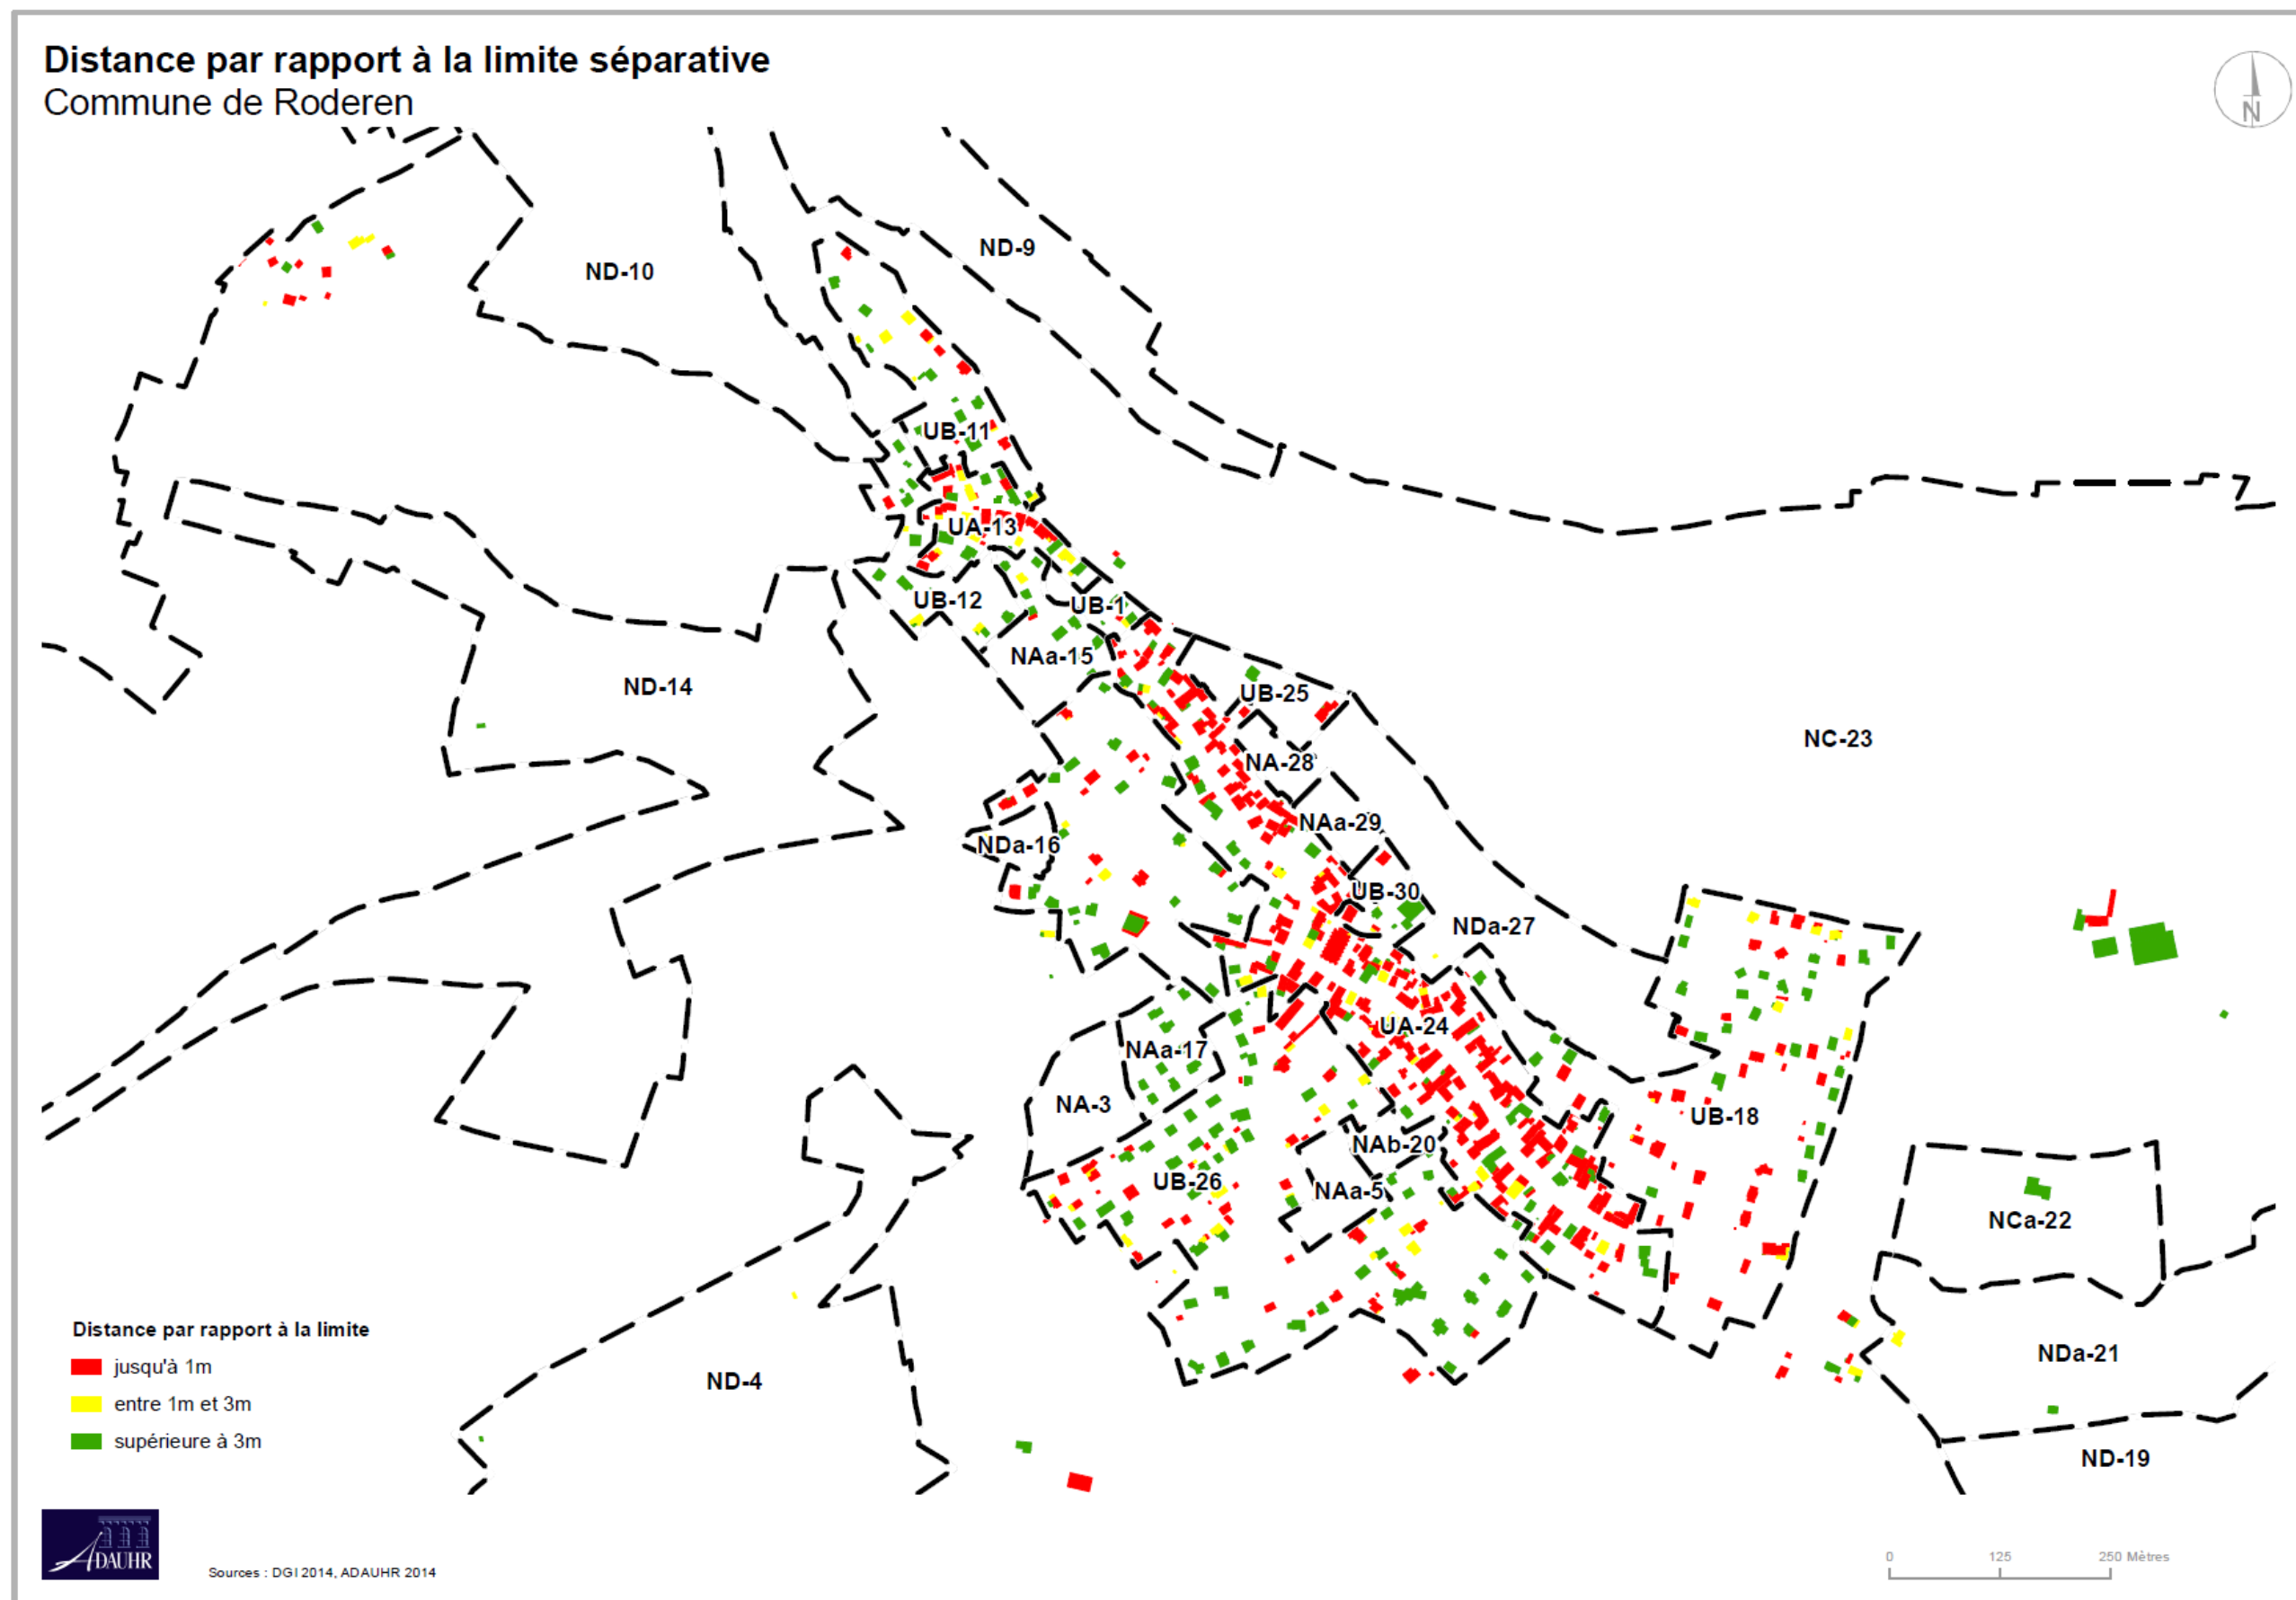 Distance par rapport à la limite séparative
Commune de Roderen
N
ND-9
ND-10
UB-11
UA-13
UB-12
UB-1
NAa-15
ND-14
UB-25
NC-23
NA-28
NAa-29
NDa-16
UB-30
NDa-27
UA-24
NAa-17
NA-3
UB-18
NAb-20
UB-26
NAa-5
NCa-22
NDa-21
ND-4
ND-19
Distance par rapport à la limite
jusqu'à 1m
entre 1m et 3m
supérieure à 3m
ADAUHR
Sources : DGI 2014, ADAUHR 2014
0 125 250 Mètres